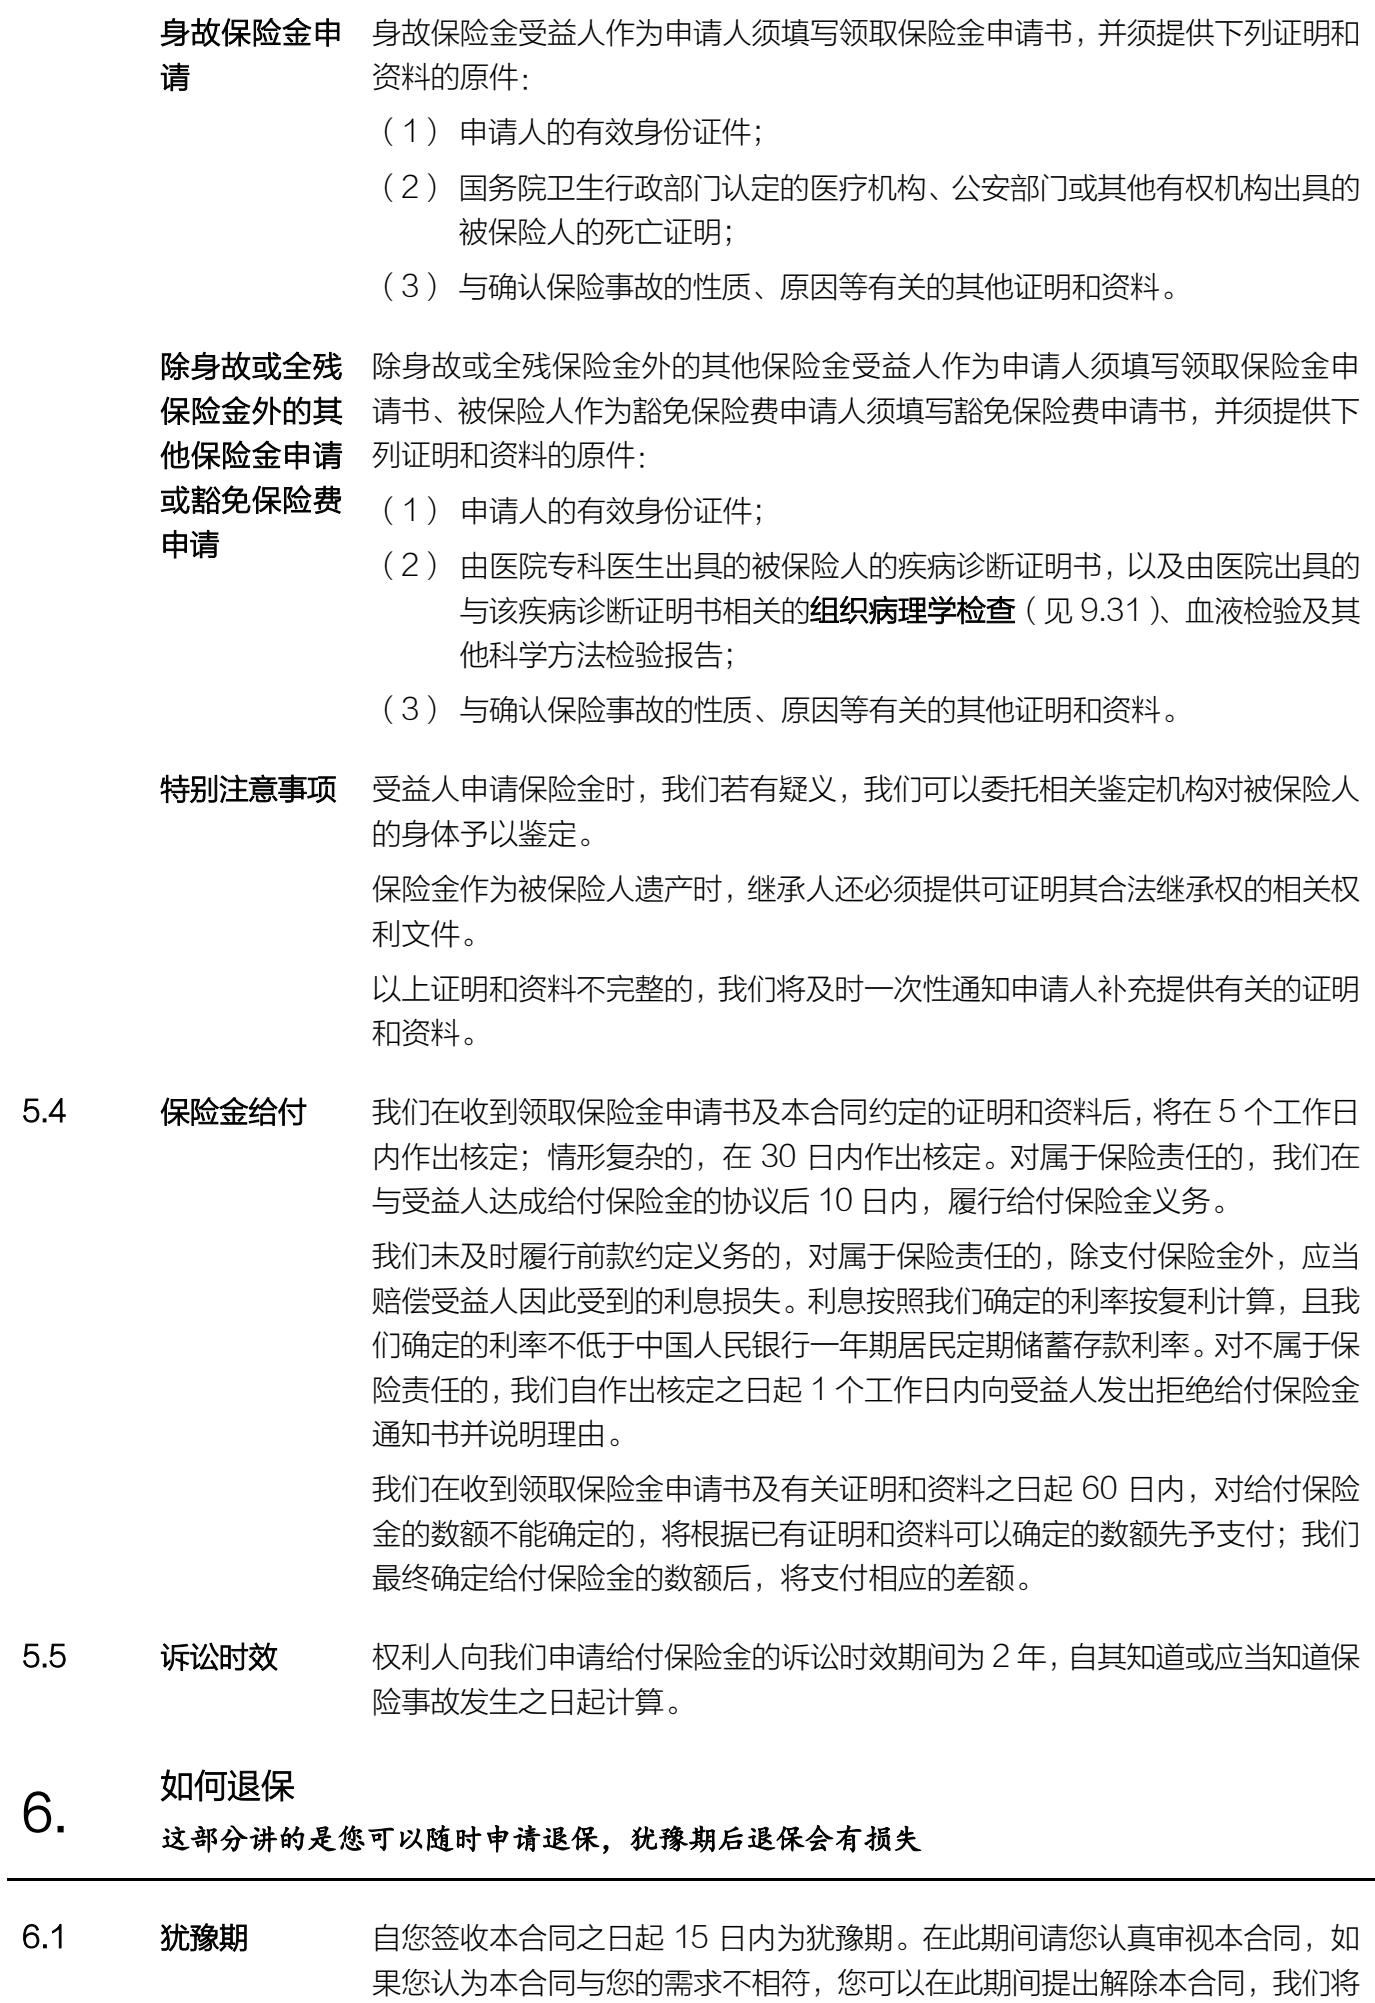 身故保险金申请
身故保险金受益人作为申请人须填写领取保险金申请书，并须提供下列证明和
资料的原件：
（1）申请人的有效身份证件；
（2）国务院卫生行政部门认定的医疗机构、公安部门或其他有权机构出具的
被保险人的死亡证明；
（3）与确认保险事故的性质、原因等有关的其他证明和资料。
除身故或全残
保险金外的其
他保险金申请
或豁免保险费
申请
除身故或全残保险金外的其他保险金受益人作为申请人须填写领取保险金申
请书、被保险人作为豁免保险费申请人须填写豁免保险费申请书，并须提供下
列证明和资料的原件：
（1）申请人的有效身份证件；
（2）由医院专科医生出具的被保险人的疾病诊断证明书，以及由医院出具的
与该疾病诊断证明书相关的组织病理学检查（见 9.31）、血液检验及其
他科学方法检验报告；
（3）与确认保险事故的性质、原因等有关的其他证明和资料。
特别注意事项
受益人申请保险金时，我们若有疑义，我们可以委托相关鉴定机构对被保险人
的身体予以鉴定。
保险金作为被保险人遗产时，继承人还必须提供可证明其合法继承权的相关权
利文件。
以上证明和资料不完整的，我们将及时一次性通知申请人补充提供有关的证明
和资料。
5.4 保险金给付
我们在收到领取保险金申请书及本合同约定的证明和资料后，将在 5 个工作日
内作出核定；情形复杂的，在 30 日内作出核定。对属于保险责任的，我们在
与受益人达成给付保险金的协议后 10 日内，履行给付保险金义务。
我们未及时履行前款约定义务的，对属于保险责任的，除支付保险金外，应当
赔偿受益人因此受到的利息损失。利息按照我们确定的利率按复利计算，且我
们确定的利率不低于中国人民银行一年期居民定期储蓄存款利率。对不属于保
险责任的，我们自作出核定之日起 1 个工作日内向受益人发出拒绝给付保险金
通知书并说明理由。
我们在收到领取保险金申请书及有关证明和资料之日起 60 日内，对给付保险
金的数额不能确定的，将根据已有证明和资料可以确定的数额先予支付；我们
最终确定给付保险金的数额后，将支付相应的差额。
5.5 诉讼时效
权利人向我们申请给付保险金的诉讼时效期间为 2 年，自其知道或应当知道保
险事故发生之日起计算。
6. 如何退保
这部分讲的是您可以随时申请退保，犹豫期后退保会有损失
6.1 犹豫期
自您签收本合同之日起 15 日内为犹豫期。在此期间请您认真审视本合同，如
果您认为本合同与您的需求不相符，您可以在此期间提出解除本合同，我们将